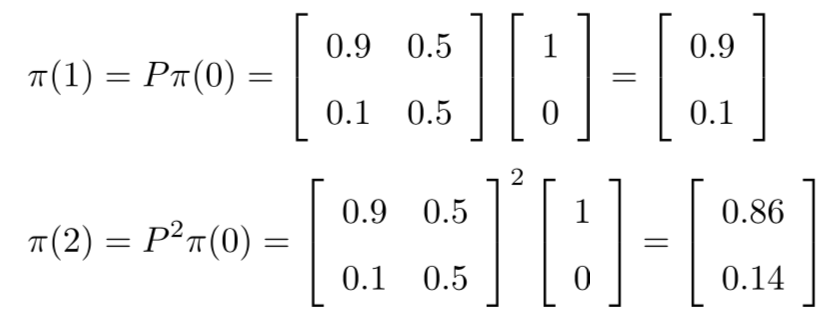 π(1) = Pπ(0) = [ 0.9 0.5 ; 0.1 0.5 ] [ 1 ; 0 ] = [ 0.9 ; 0.1 ]
π(2) = P²π(0) = [ 0.9 0.5 ; 0.1 0.5 ]² [ 1 ; 0 ] = [ 0.86 ; 0.14 ]